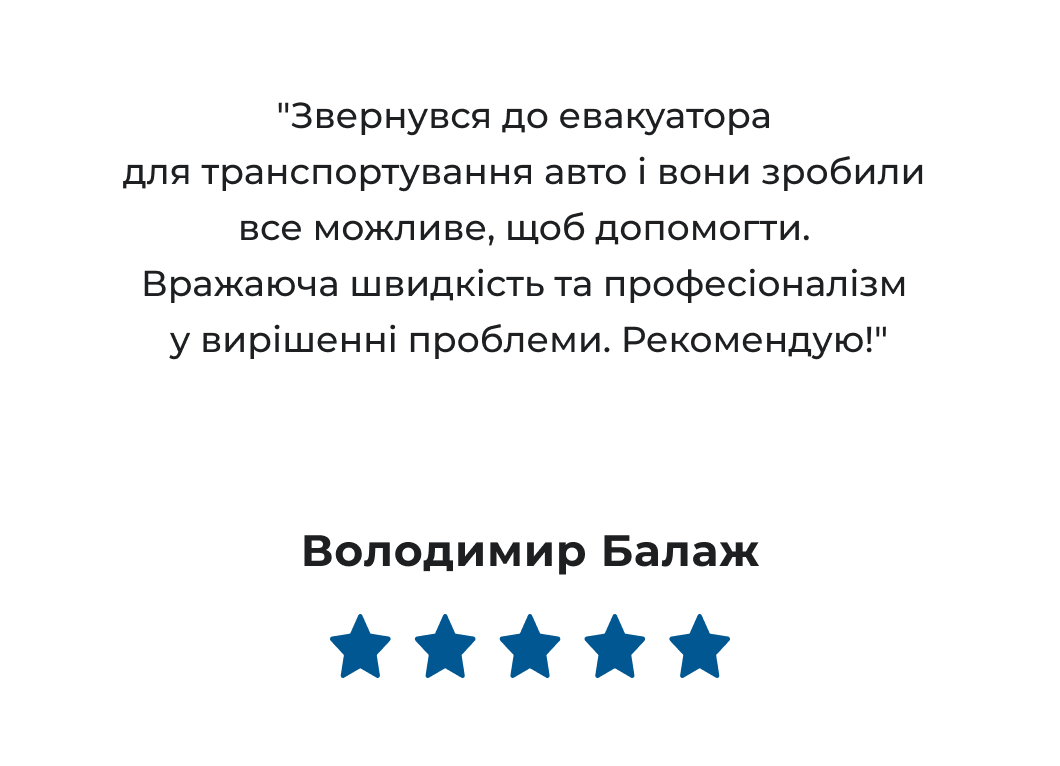 "Звернувся до евакуатора
для транспортування авто і вони зробили
все можливе, щоб допомогти.
Вражаюча швидкість та професіоналізм
у вирішенні проблеми. Рекомендую!"
Володимир Балаж